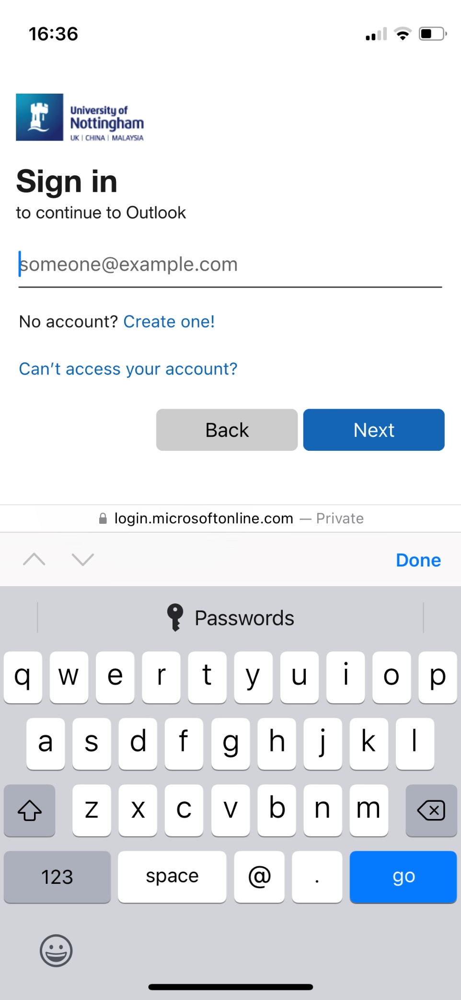 16:36
University of
Nottingham
UK | CHINA | MALAYSIA
Sign in
to continue to Outlook
someone@example.com
No account? Create one!
Can't access your account?
Back Next
login.microsoftonline.com — Private
Done
Passwords
q w e r t y u i o p
a s d f g h j k l
z x c v b n m
123 space @ . go